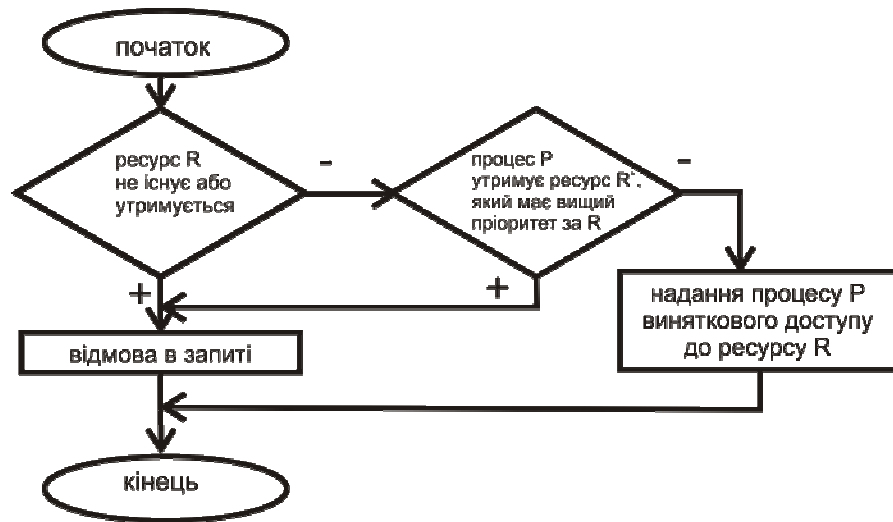 початок
ресурс R
не існує або
утримується
-
процес P
утримує ресурс R*,
який має вищий
пріоритет за R
-
+
+
надання процесу P
виняткового доступу
до ресурсу R
відмова в запиті
кінець